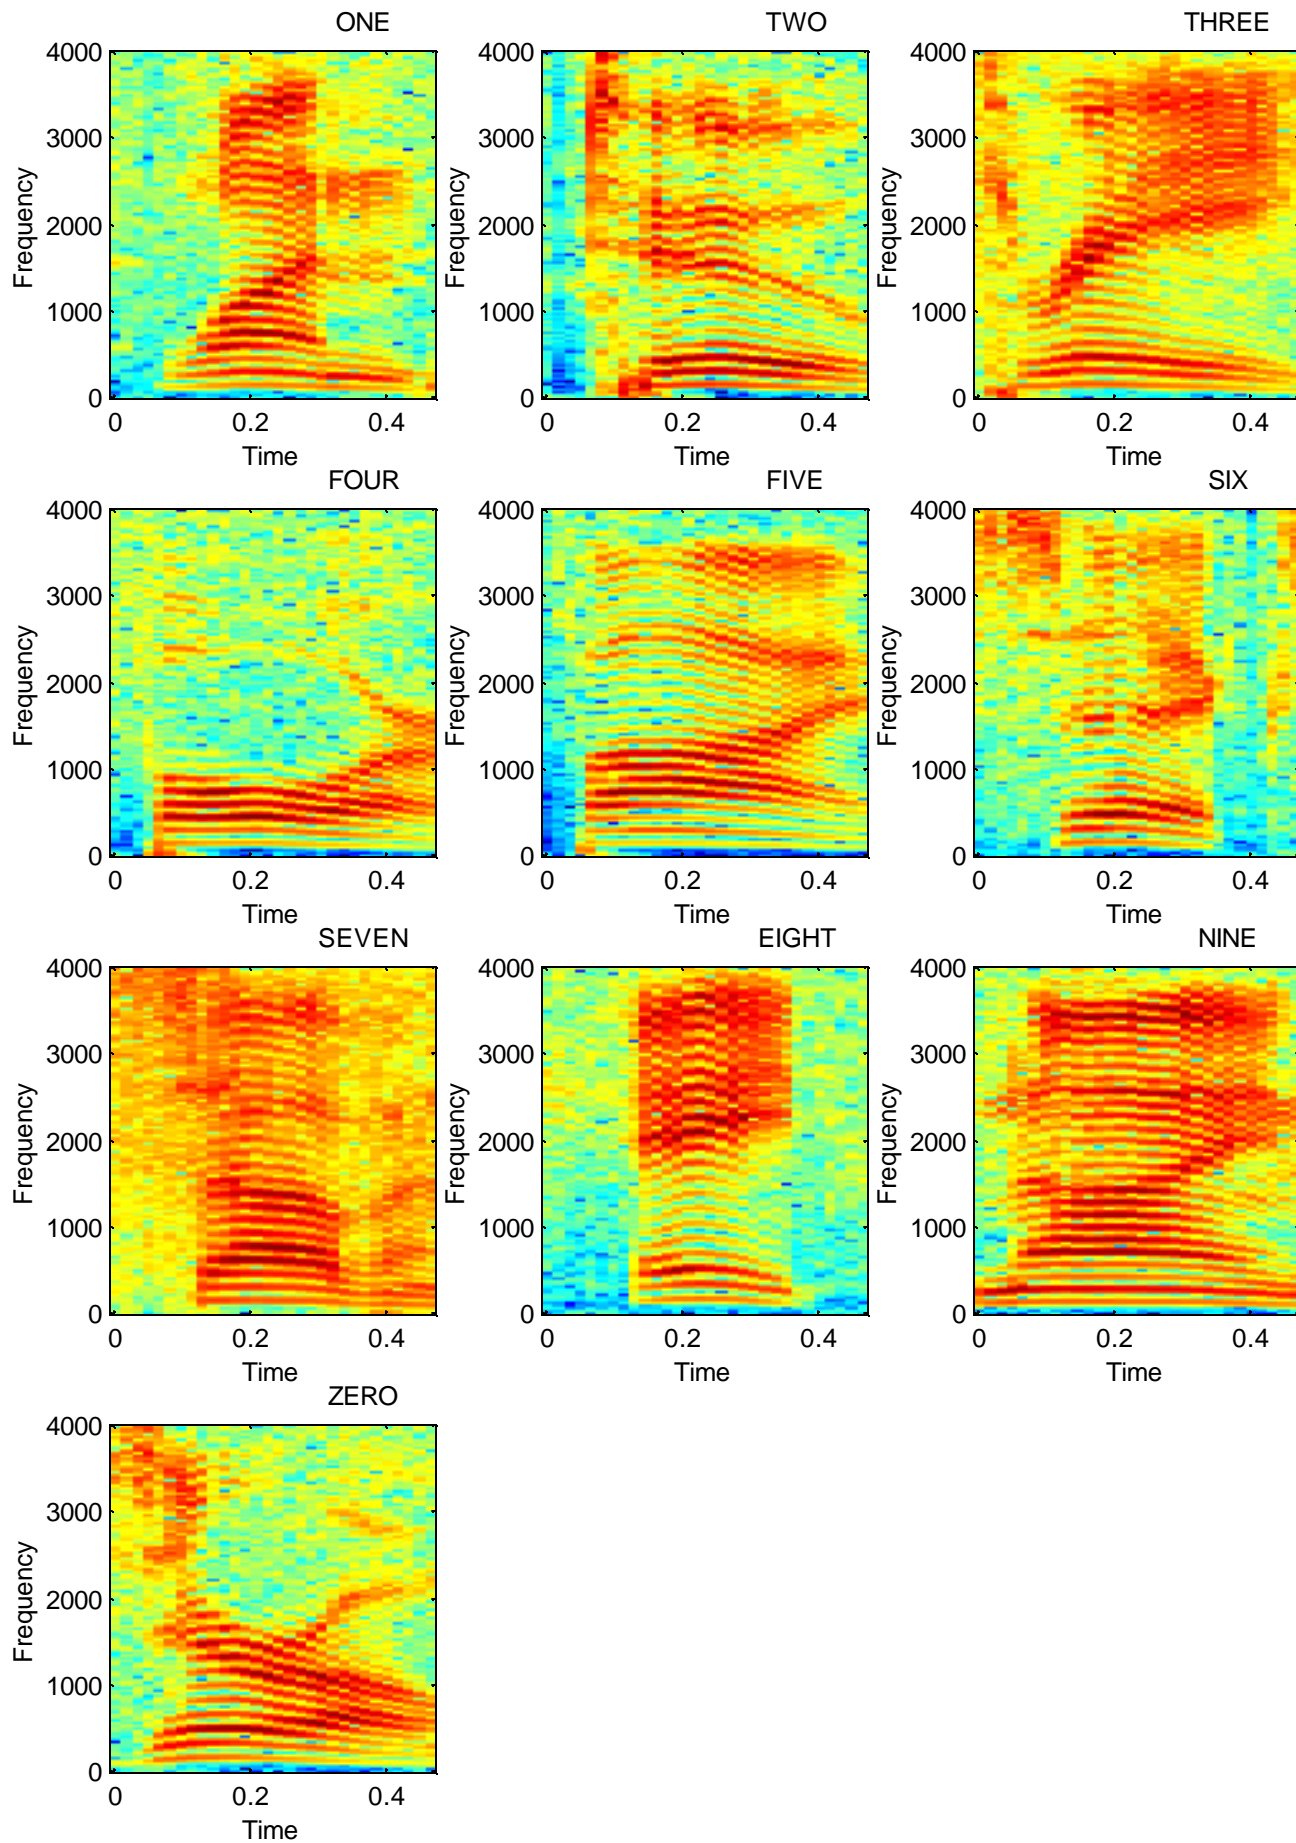 ONE TWO THREE
4000 4000 4000
3000 3000 3000
Frequency Frequency Frequency
2000 2000 2000
1000 1000 1000
0 0 0
0 0.2 0.4 0 0.2 0.4 0 0.2 0.4
Time Time Time
FOUR FIVE SIX
4000 4000 4000
3000 3000 3000
Frequency Frequency Frequency
2000 2000 2000
1000 1000 1000
0 0 0
0 0.2 0.4 0 0.2 0.4 0 0.2 0.4
Time Time Time
SEVEN EIGHT NINE
4000 4000 4000
3000 3000 3000
Frequency Frequency Frequency
2000 2000 2000
1000 1000 1000
0 0 0
0 0.2 0.4 0 0.2 0.4 0 0.2 0.4
Time Time Time
ZERO
4000
3000
Frequency
2000
1000
0
0 0.2 0.4
Time